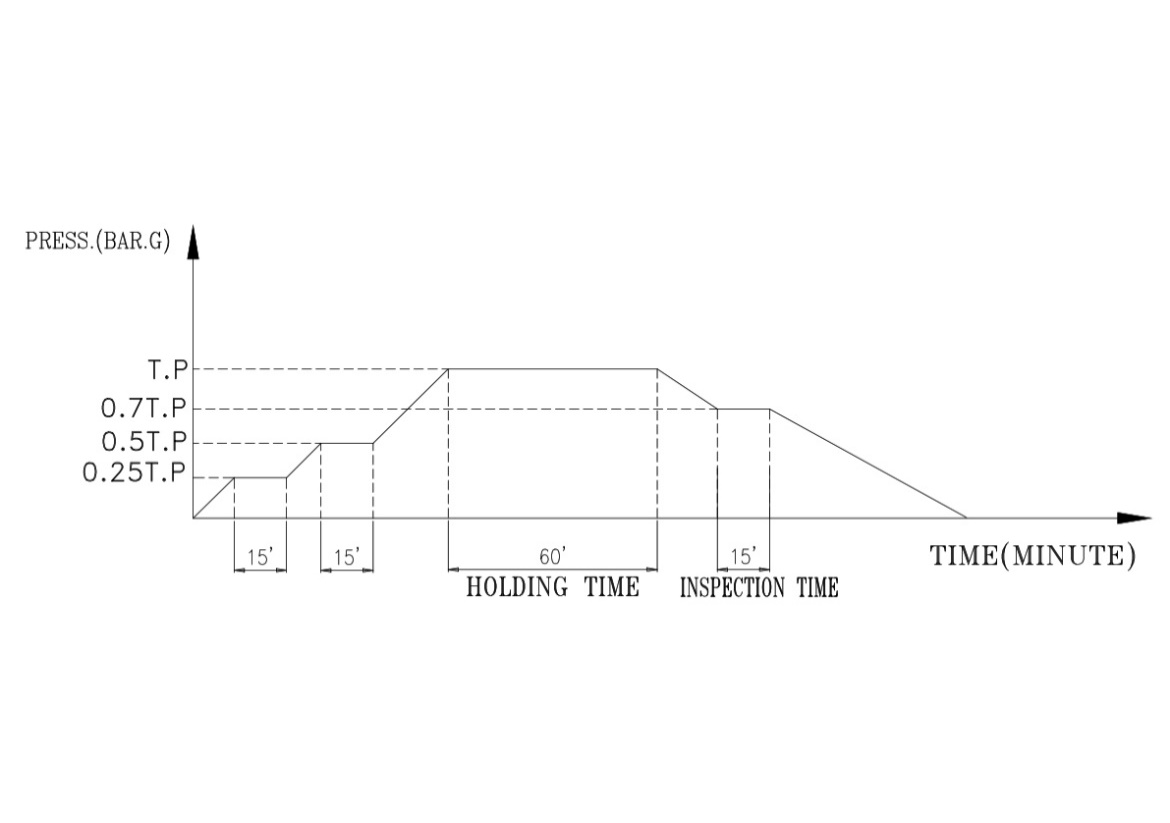 PRESS.(BAR.G)
T.P
0.7T.P
0.5T.P
0.25T.P
15' 15' 60' 15'
TIME(MINUTE)
HOLDING TIME INSPECTION TIME